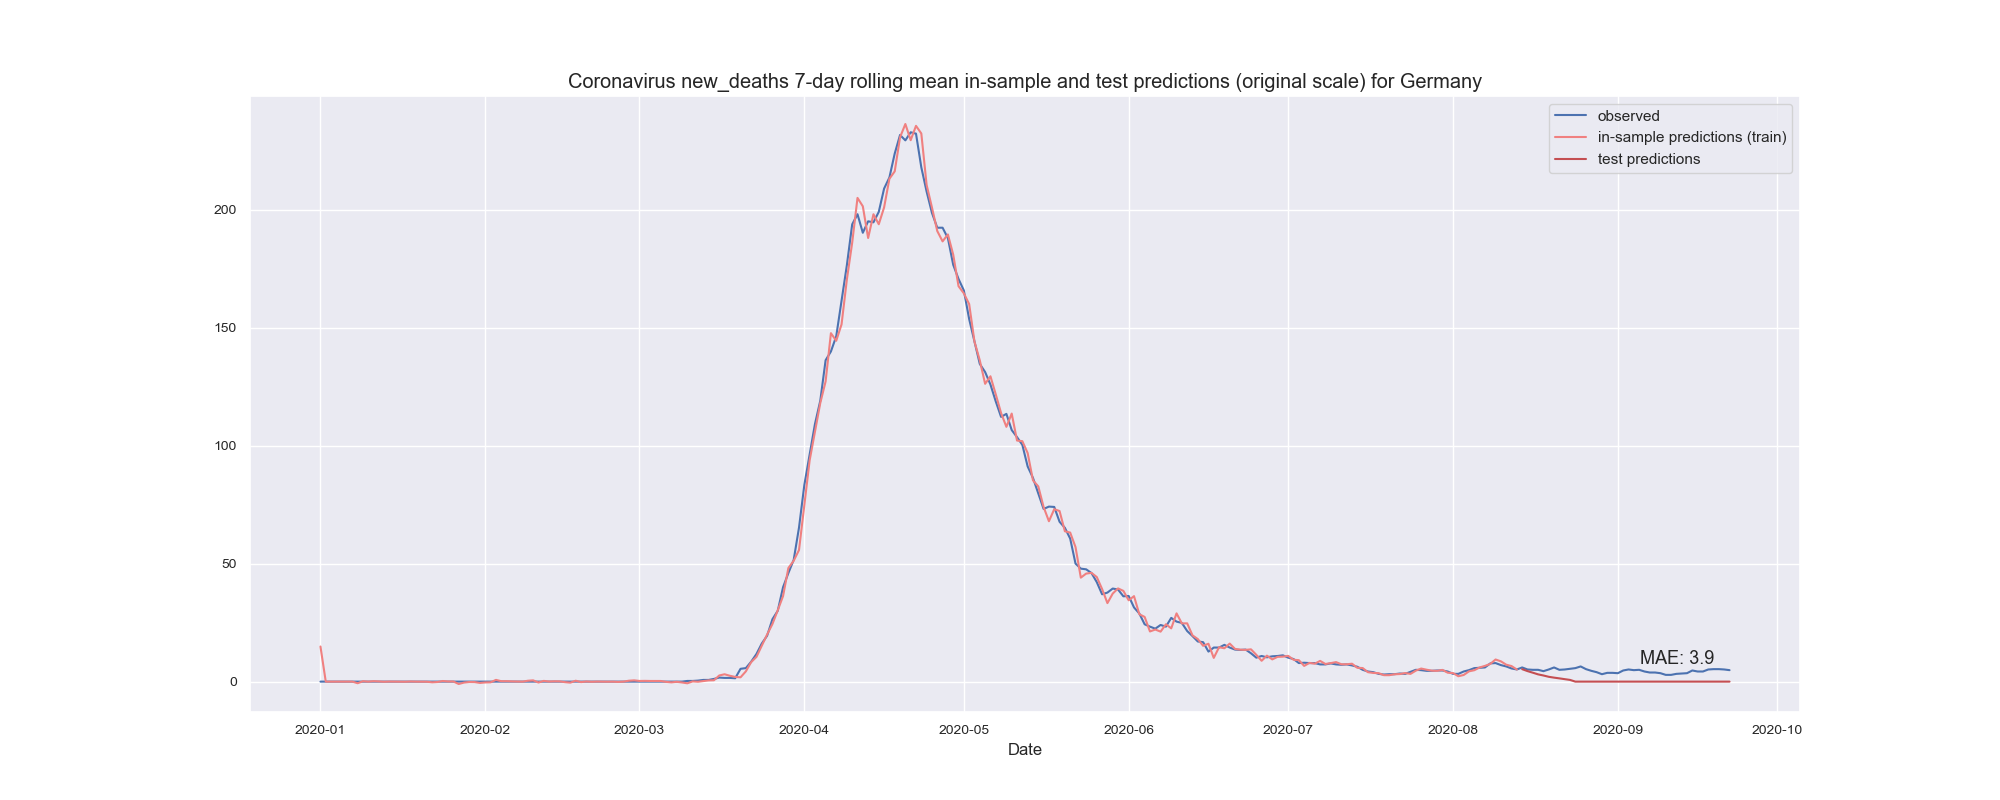 Coronavirus new_deaths 7-day rolling mean in-sample and test predictions (original scale) for Germany
observed
in-sample predictions (train)
test predictions
200
150
100
50
0
MAE: 3.9
2020-01 2020-02 2020-03 2020-04 2020-05 2020-06 2020-07 2020-08 2020-09 2020-10
Date